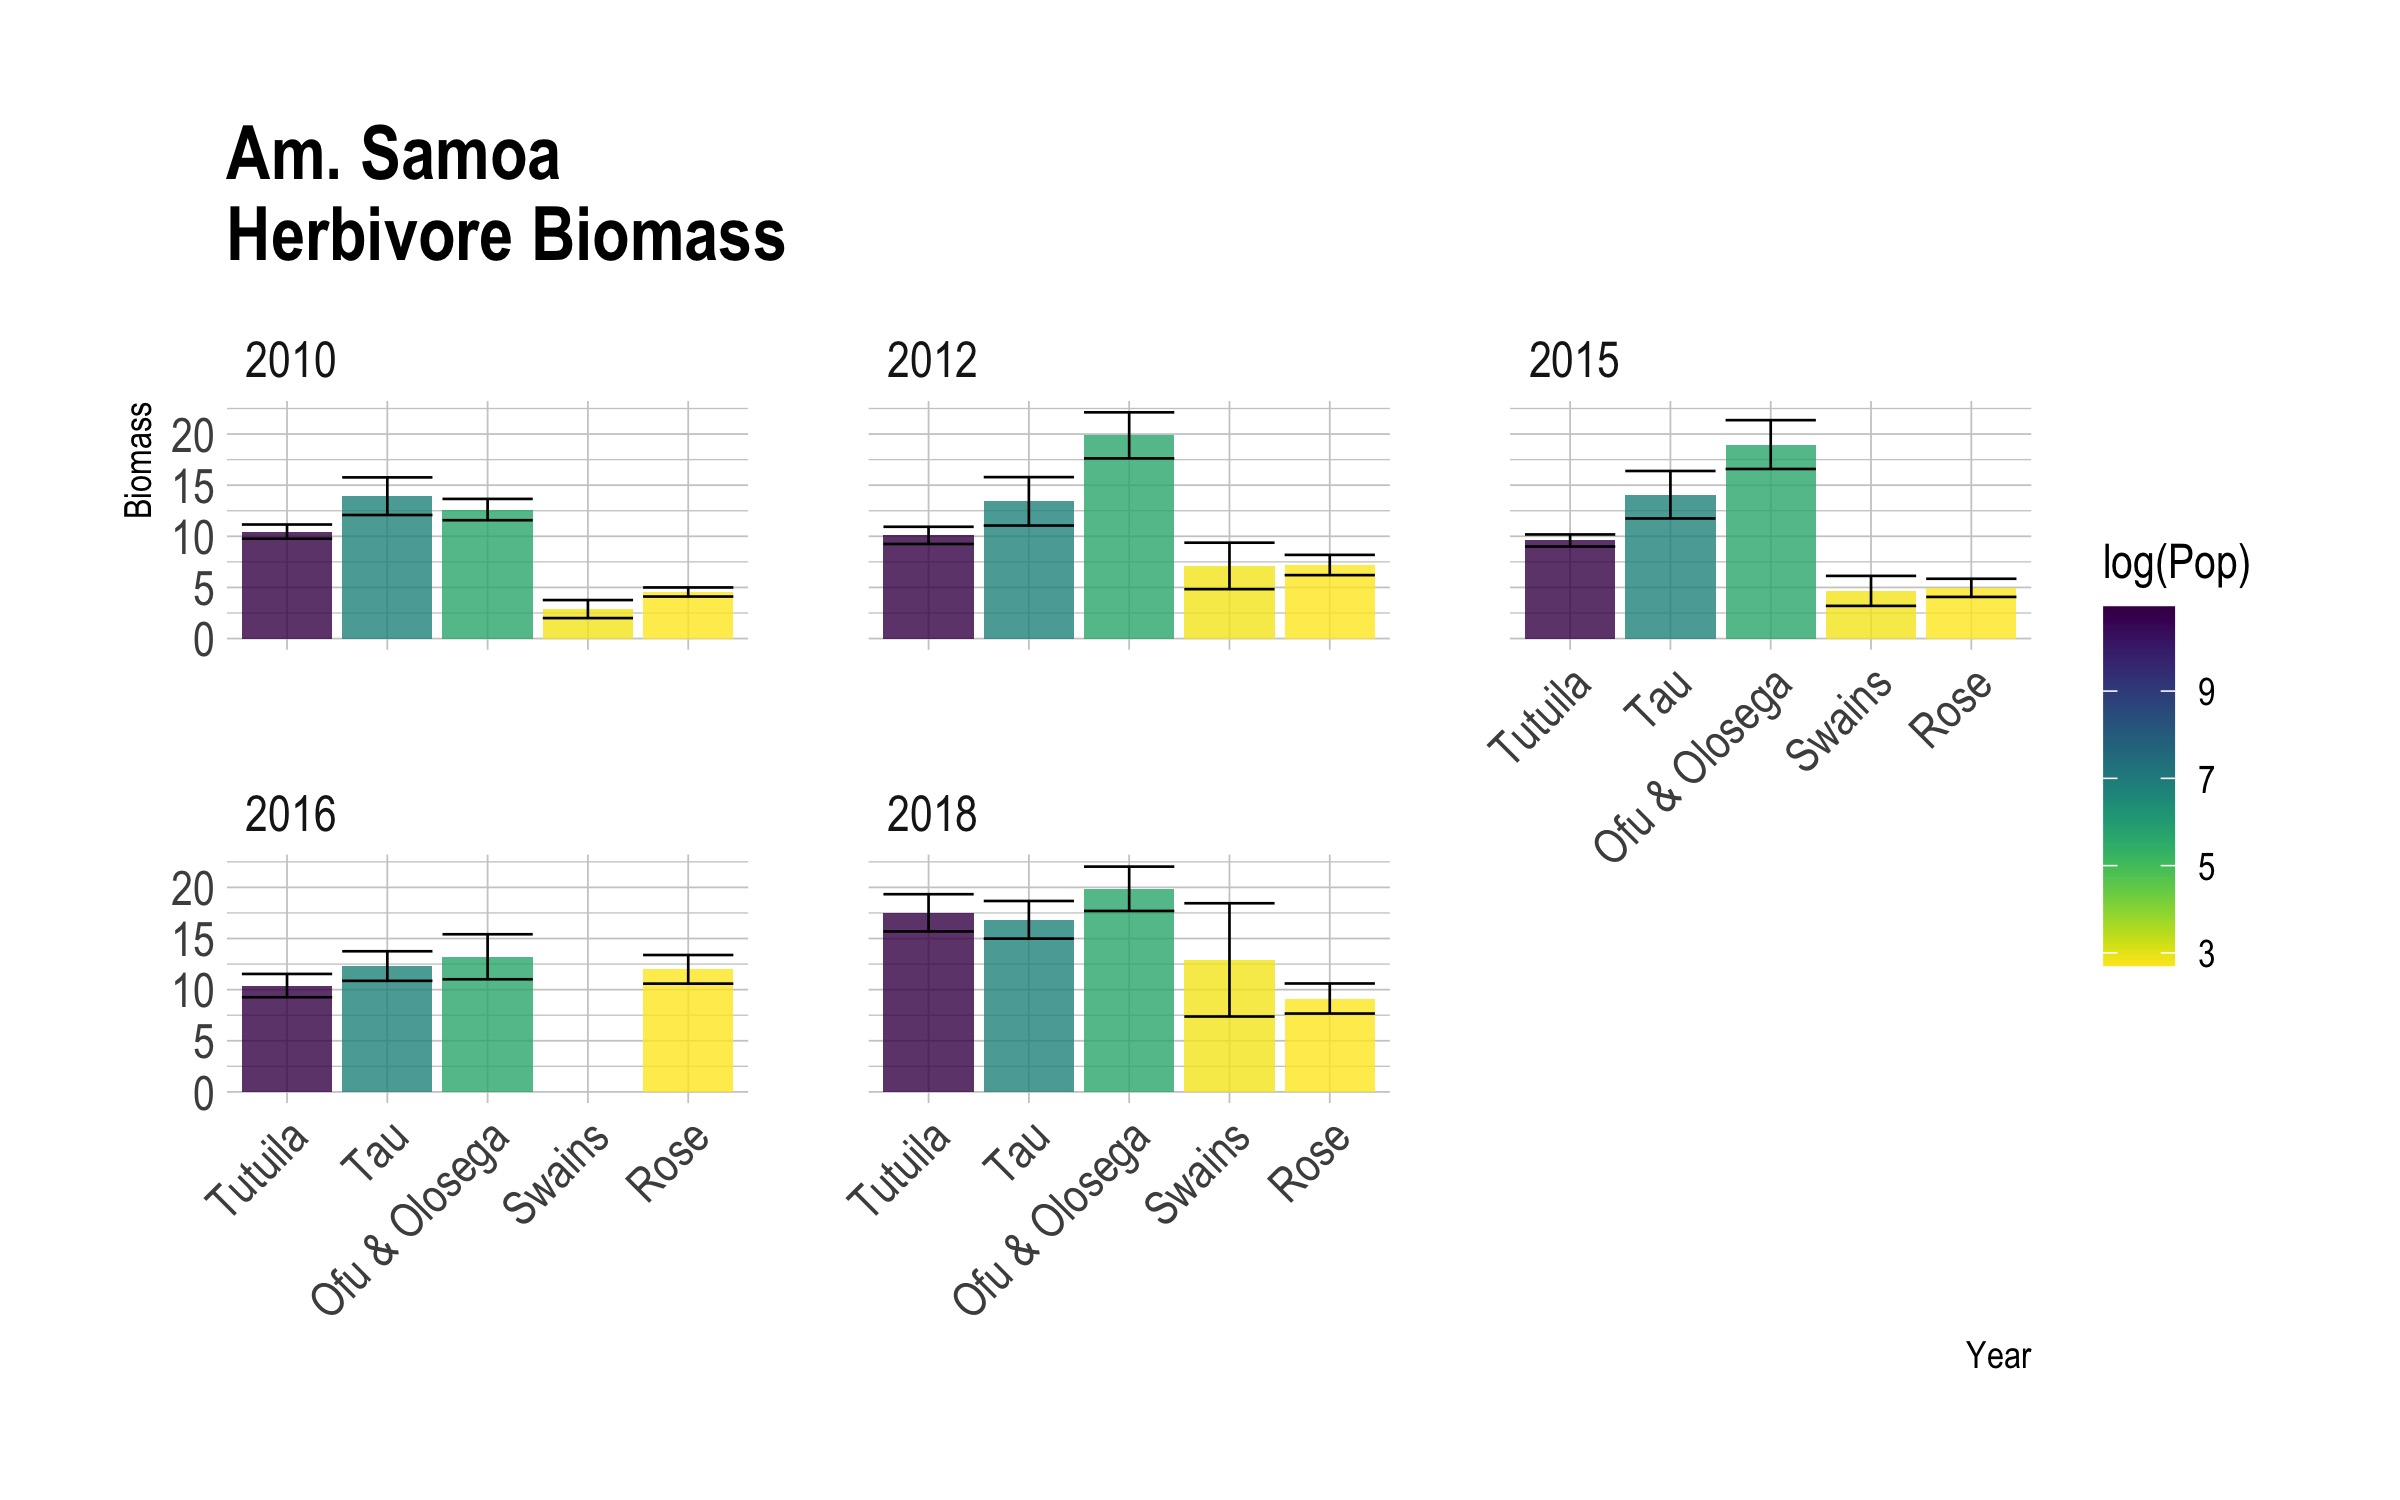 Am. Samoa
Herbivore Biomass
2010
2012
2015
Biomass
20
15
10
5
0
Tutuila
Tau
Ofu & Olosega
Swains
Rose
2016
2018
20
15
10
5
0
Tutuila
Tau
Ofu & Olosega
Swains
Rose
Tutuila
Tau
Ofu & Olosega
Swains
Rose
Year
log(Pop)
9
7
5
3